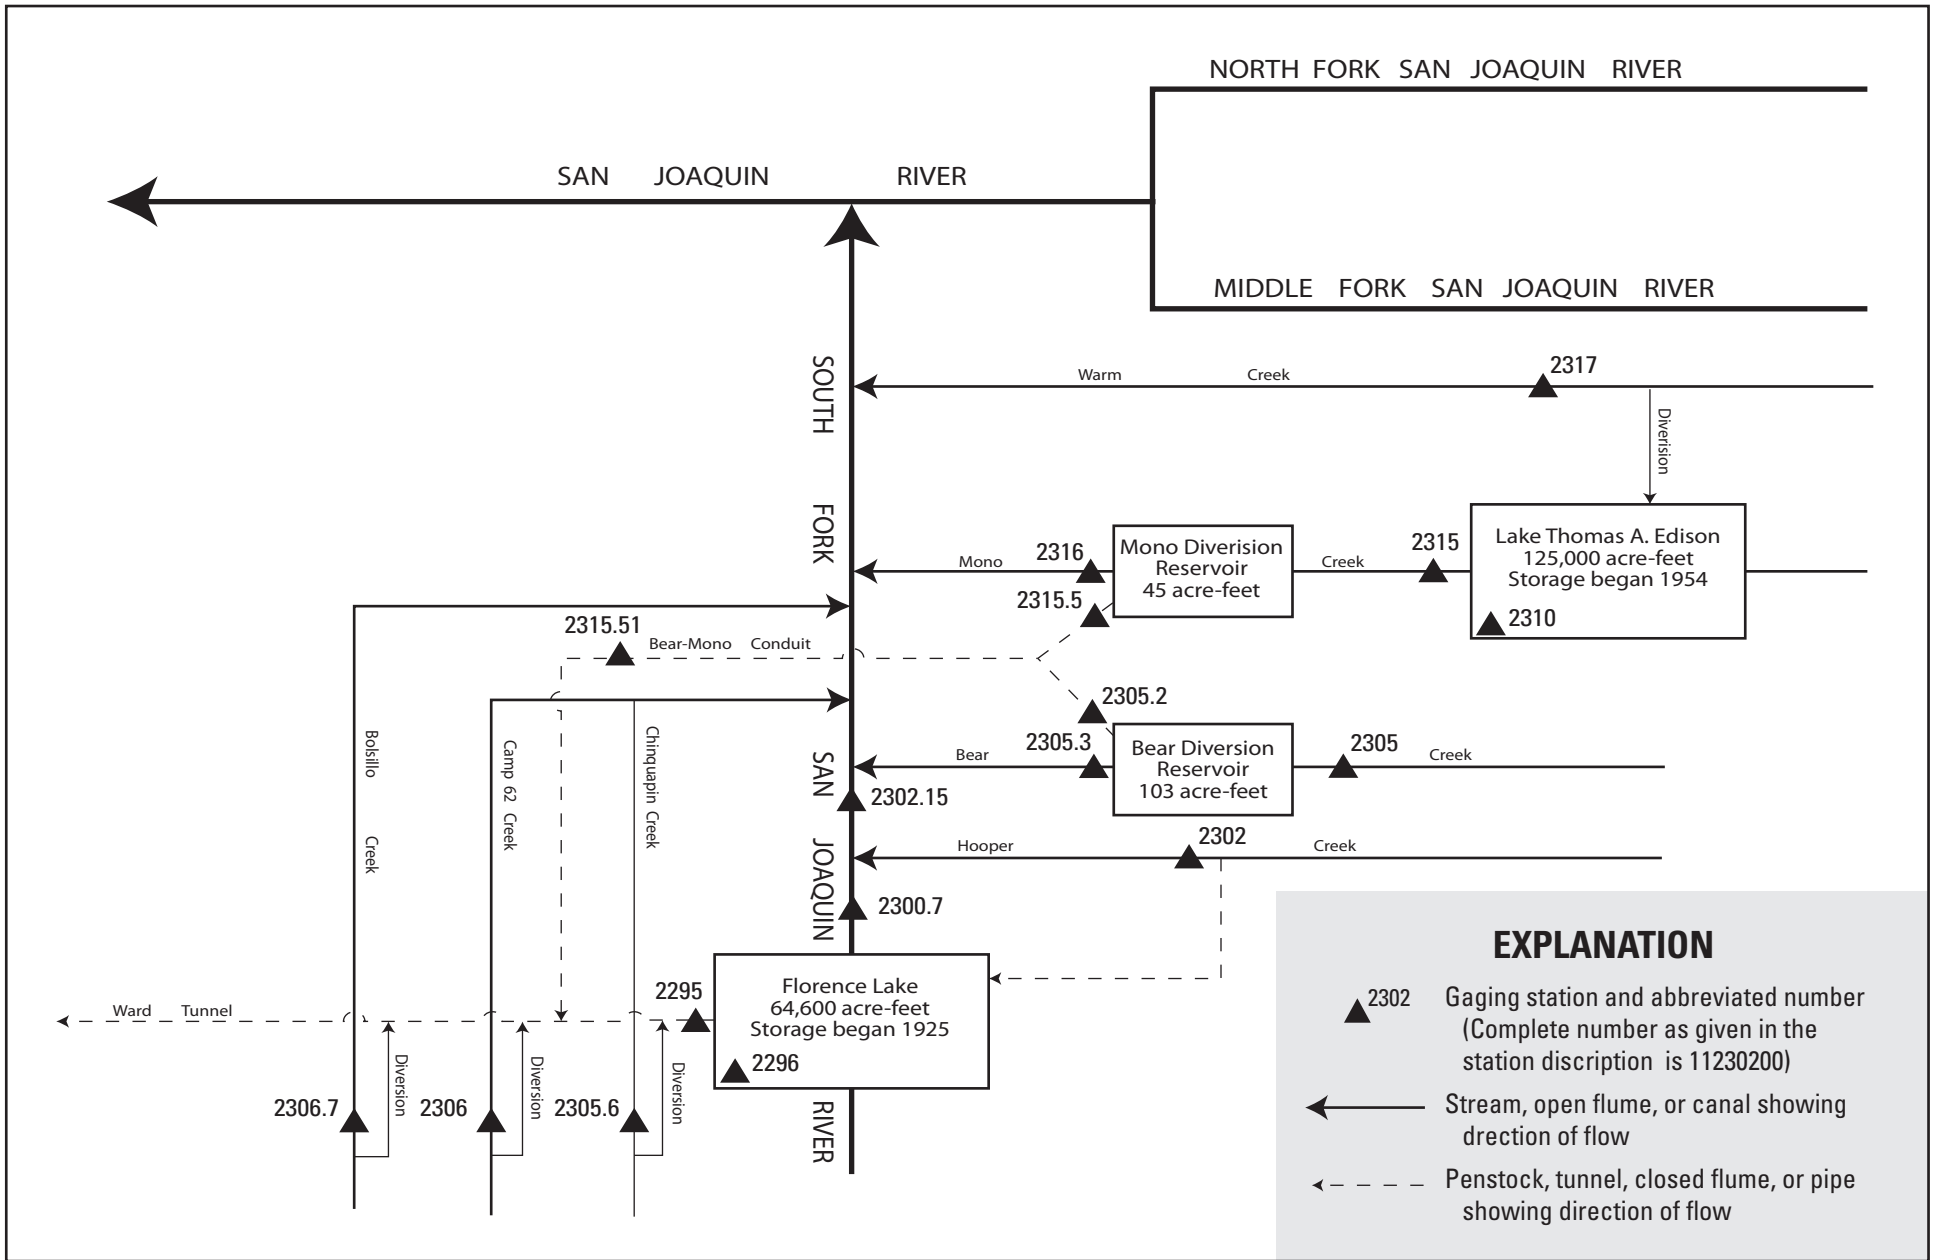 NORTH FORK SAN JOAQUIN RIVER
SAN JOAQUIN RIVER
MIDDLE FORK SAN JOAQUIN RIVER
SOUTH FORK SAN JOAQUIN RIVER
Warm Creek
2317
Diverision
Lake Thomas A. Edison
125,000 acre-feet
Storage began 1954
2310
2315
Mono Creek
Mono Diverision
Reservoir
45 acre-feet
2316
2315.5
2315.51
Bear-Mono Conduit
2305.2
2305.3
Bear Creek
Bear Diversion
Reservoir
103 acre-feet
2305
2302.15
Hooper Creek
2302
2300.7
Bolsillo Creek
Camp 62 Creek
Chinquapin Creek
Ward Tunnel
2295
Florence Lake
64,600 acre-feet
Storage began 1925
2296
2306.7
Diversion
2306
Diversion
2305.6
Diversion
EXPLANATION
2302
Gaging station and abbreviated number
(Complete number as given in the
station discription is 11230200)
Stream, open flume, or canal showing
drection of flow
Penstock, tunnel, closed flume, or pipe
showing direction of flow